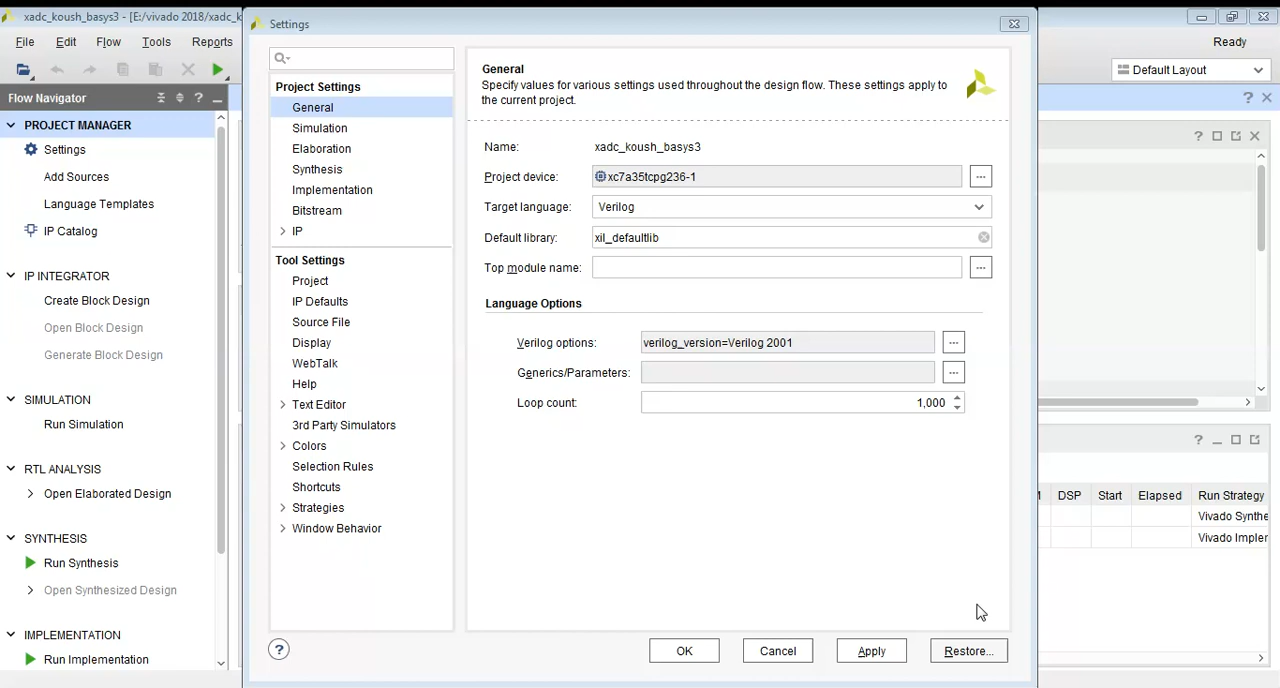 xadc_koush_basys3 - [E:/vivado 2018/xadc_k
File Edit Flow Tools Reports
Ready
Default Layout
Flow Navigator
?
PROJECT MANAGER
Settings
Add Sources
Language Templates
IP Catalog
IP INTEGRATOR
Create Block Design
Open Block Design
Generate Block Design
SIMULATION
Run Simulation
RTL ANALYSIS
Open Elaborated Design
SYNTHESIS
Run Synthesis
Open Synthesized Design
IMPLEMENTATION
Run Implementation
Settings
Project Settings
General
Simulation
Elaboration
Synthesis
Implementation
Bitstream
IP
Tool Settings
Project
IP Defaults
Source File
Display
WebTalk
Help
Text Editor
3rd Party Simulators
Colors
Selection Rules
Shortcuts
Strategies
Window Behavior
General
Specify values for various settings used throughout the design flow. These settings apply to
the current project.
Name: xadc_koush_basys3
Project device: xc7a35tcpg236-1 ...
Target language: Verilog
Default library: xil_defaultlib
Top module name: ...
Language Options
Verilog options: verilog_version=Verilog 2001 ...
Generics/Parameters: ...
Loop count: 1,000
?
OK Cancel Apply Restore...
?
?
?
DSP Start Elapsed Run Strategy
Vivado Synthe
Vivado Impler